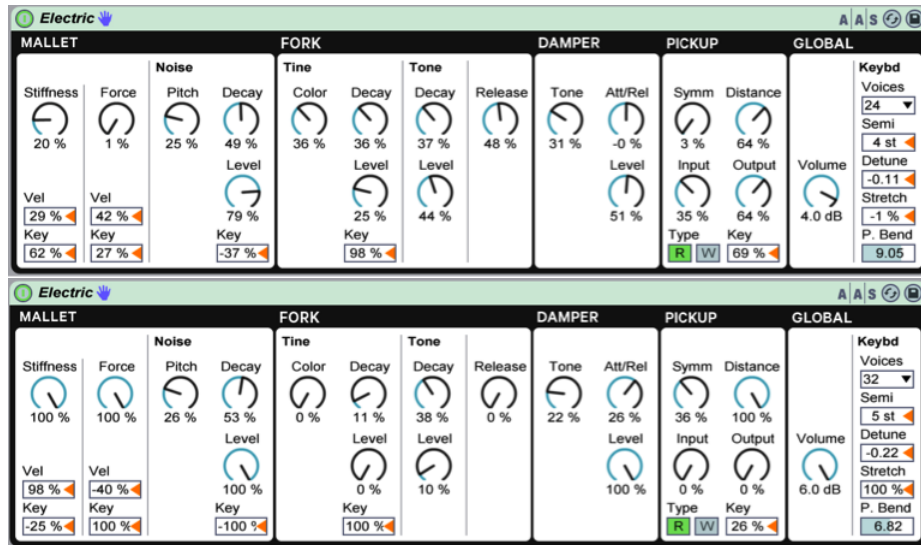 Electric A A S
MALLET FORK DAMPER PICKUP GLOBAL
Noise Tine Tone Keybd
Stiffness Force Pitch Decay Color Decay Decay Release Tone Att/Rel Symm Distance Voices
20 % 1 % 25 % 49 % 36 % 36 % 37 % 48 % 31 % -0 % 3 % 64 % 24
Semi
4 st
Level Level Level Level Input Output Volume Detune
79 % 25 % 44 % 51 % 35 % 64 % 4.0 dB -0.11
Vel Vel Stretch
29 % 42 % -1 %
Key Key Key Key Type Key P. Bend
62 % 27 % -37 % 98 % R W 69 % 9.05
Electric A A S
MALLET FORK DAMPER PICKUP GLOBAL
Noise Tine Tone Keybd
Stiffness Force Pitch Decay Color Decay Decay Release Tone Att/Rel Symm Distance Voices
100 % 100 % 26 % 53 % 0 % 11 % 38 % 0 % 22 % 26 % 36 % 100 % 32
Semi
5 st
Level Level Level Level Input Output Volume Detune
100 % 0 % 10 % 100 % 0 % 0 % 6.0 dB -0.22
Vel Vel Stretch
98 % -40 % 100 %
Key Key Key Key Type Key P. Bend
-25 % 100 % -100 % 100 % R W 26 % 6.82